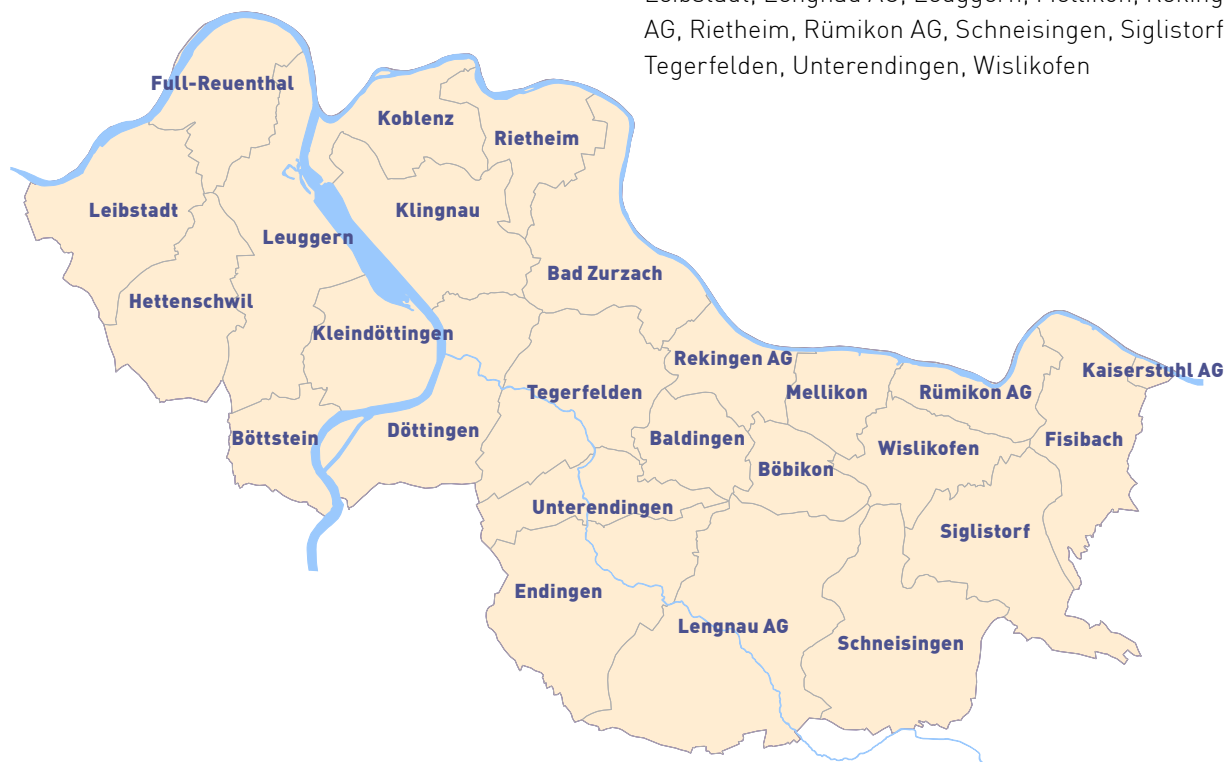 AG, Rietheim, Rümikon AG, Schneisingen, Siglistorf
Tegerfelden, Unterendingen, Wislikofen
Full-Reuenthal
Koblenz
Rietheim
Leibstadt
Klingnau
Leuggern
Bad Zurzach
Hettenschwil
Kleindöttingen
Rekingen AG
Kaiserstuhl AG
Tegerfelden
Mellikon
Rümikon AG
Böttstein
Döttingen
Baldingen
Wislikofen
Fisibach
Böbikon
Unterendingen
Siglistorf
Endingen
Lengnau AG
Schneisingen